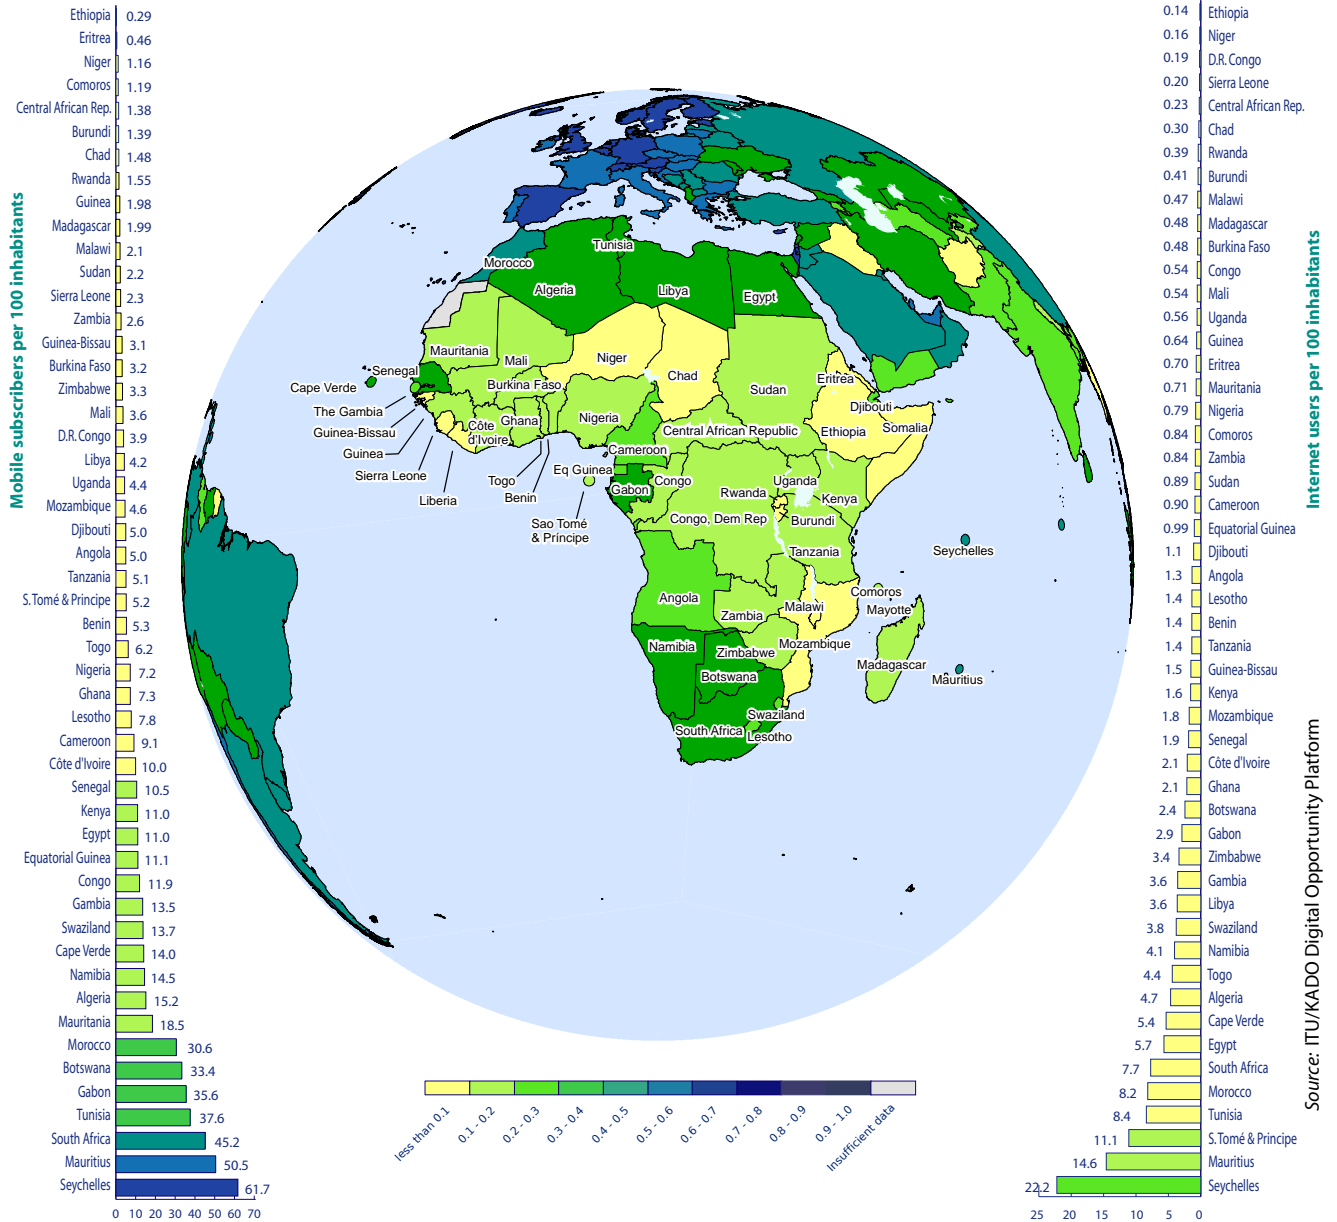 Mobile subscribers per 100 inhabitants
Ethiopia 0.29
Eritrea 0.46
Niger 1.16
Comoros 1.19
Central African Rep. 1.38
Burundi 1.39
Chad 1.48
Rwanda 1.55
Guinea 1.98
Madagascar 1.99
Malawi 2.1
Sudan 2.2
Sierra Leone 2.3
Zambia 2.6
Guinea-Bissau 3.1
Burkina Faso 3.2
Zimbabwe 3.3
Mali 3.6
D.R. Congo 3.9
Libya 4.2
Uganda 4.4
Mozambique 4.6
Djibouti 5.0
Angola 5.0
Tanzania 5.1
S.Tomé & Principe 5.2
Benin 5.3
Togo 6.2
Nigeria 7.2
Ghana 7.3
Lesotho 7.8
Cameroon 9.1
Côte d'Ivoire 10.0
Senegal 10.5
Kenya 11.0
Egypt 11.0
Equatorial Guinea 11.1
Congo 11.9
Gambia 13.5
Swaziland 13.7
Cape Verde 14.0
Namibia 14.5
Algeria 15.2
Mauritania 18.5
Morocco 30.6
Botswana 33.4
Gabon 35.6
Tunisia 37.6
South Africa 45.2
Mauritius 50.5
Seychelles 61.7
0 10 20 30 40 50 60 70
Tunisia
Morocco
Algeria
Libya
Egypt
Mauritania
Mali
Niger
Chad
Sudan
Eritrea
Senegal
Cape Verde
Burkina Faso
The Gambia
Djibouti
Guinea-Bissau
Côte
d'Ivoire
Ghana
Nigeria
Central African Republic
Ethiopia
Somalia
Guinea
Cameroon
Sierra Leone
Eq Guinea
Togo
Benin
Liberia
Gabon
Congo
Uganda
Rwanda
Kenya
Sao Tomé
& Príncipe
Congo, Dem Rep
Burundi
Tanzania
Seychelles
Angola
Zambia
Malawi
Comoros
Mayotte
Namibia
Zimbabwe
Mozambique
Botswana
Madagascar
Mauritius
Swaziland
South Africa
Lesotho
less than 0.1
0.1 - 0.2
0.2 - 0.3
0.3 - 0.4
0.4 - 0.5
0.5 - 0.6
0.6 - 0.7
0.7 - 0.8
0.8 - 0.9
0.9 - 1.0
Insufficient data
0.14 Ethiopia
0.16 Niger
0.19 D.R. Congo
0.20 Sierra Leone
0.23 Central African Rep.
0.30 Chad
0.39 Rwanda
0.41 Burundi
0.47 Malawi
0.48 Madagascar
0.48 Burkina Faso
0.54 Congo
0.54 Mali
0.56 Uganda
0.64 Guinea
0.70 Eritrea
0.71 Mauritania
0.79 Nigeria
0.84 Comoros
0.84 Zambia
0.89 Sudan
0.90 Cameroon
0.99 Equatorial Guinea
1.1 Djibouti
1.3 Angola
1.4 Lesotho
1.4 Benin
1.4 Tanzania
1.5 Guinea-Bissau
1.6 Kenya
1.8 Mozambique
1.9 Senegal
2.1 Côte d'Ivoire
2.1 Ghana
2.4 Botswana
2.9 Gabon
3.4 Zimbabwe
3.6 Gambia
3.6 Libya
3.8 Swaziland
4.1 Namibia
4.4 Togo
4.7 Algeria
5.4 Cape Verde
5.7 Egypt
7.7 South Africa
8.2 Morocco
8.4 Tunisia
11.1 S.Tomé & Principe
14.6 Mauritius
22.2 Seychelles
25 20 15 10 5 0
Internet users per 100 inhabitants
Source: ITU/KADO Digital Opportunity Platform